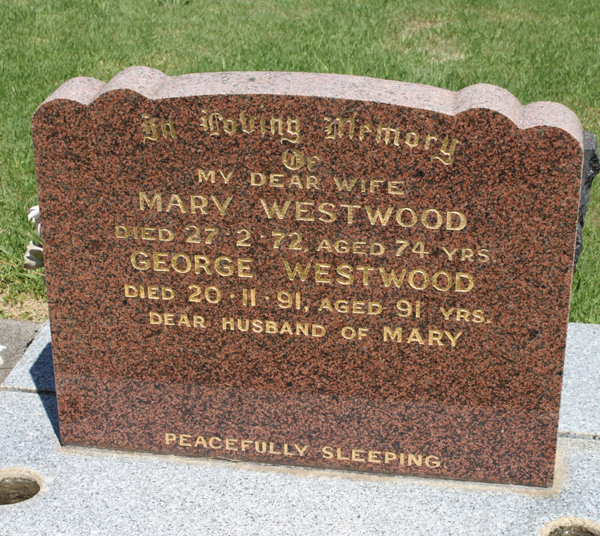 In Loving Memory
Of
MY DEAR WIFE
MARY WESTWOOD
DIED 27·2·72, AGED 74 YRS.
GEORGE WESTWOOD
DIED 20·11·91, AGED 91 YRS.
DEAR HUSBAND OF MARY
PEACEFULLY SLEEPING.